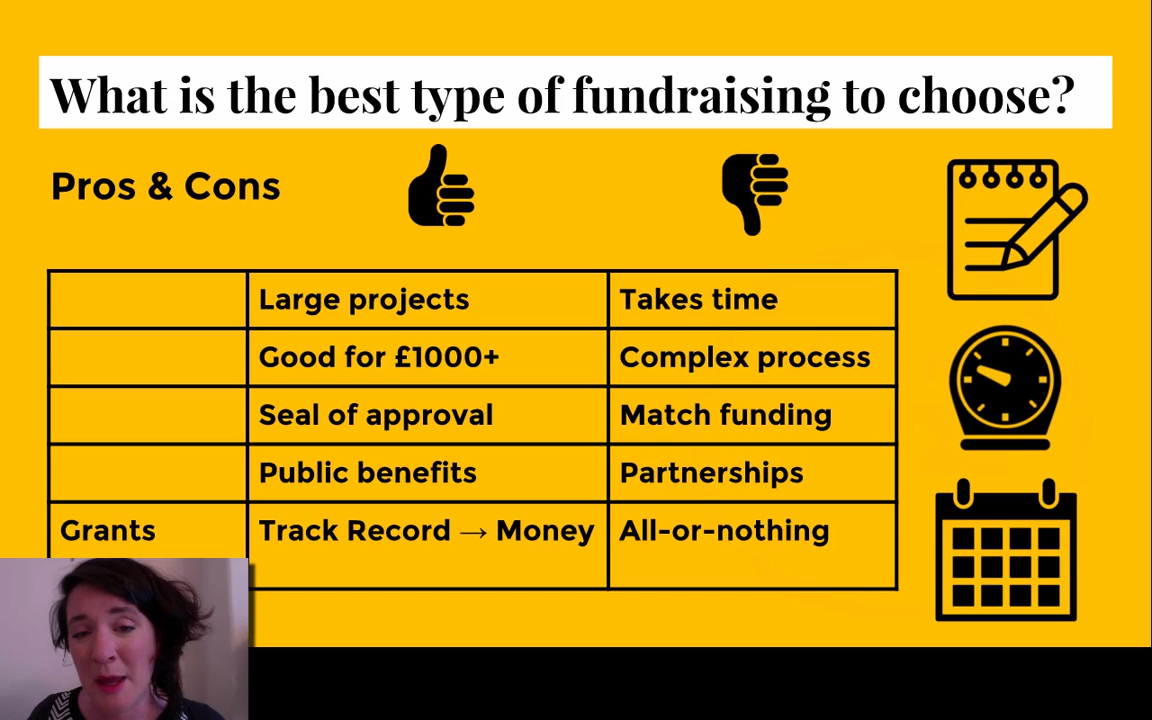 What is the best type of fundraising to choose?
Pros & Cons
Large projects Takes time
Good for £1000+ Complex process
Seal of approval Match funding
Public benefits Partnerships
Grants Track Record → Money All-or-nothing